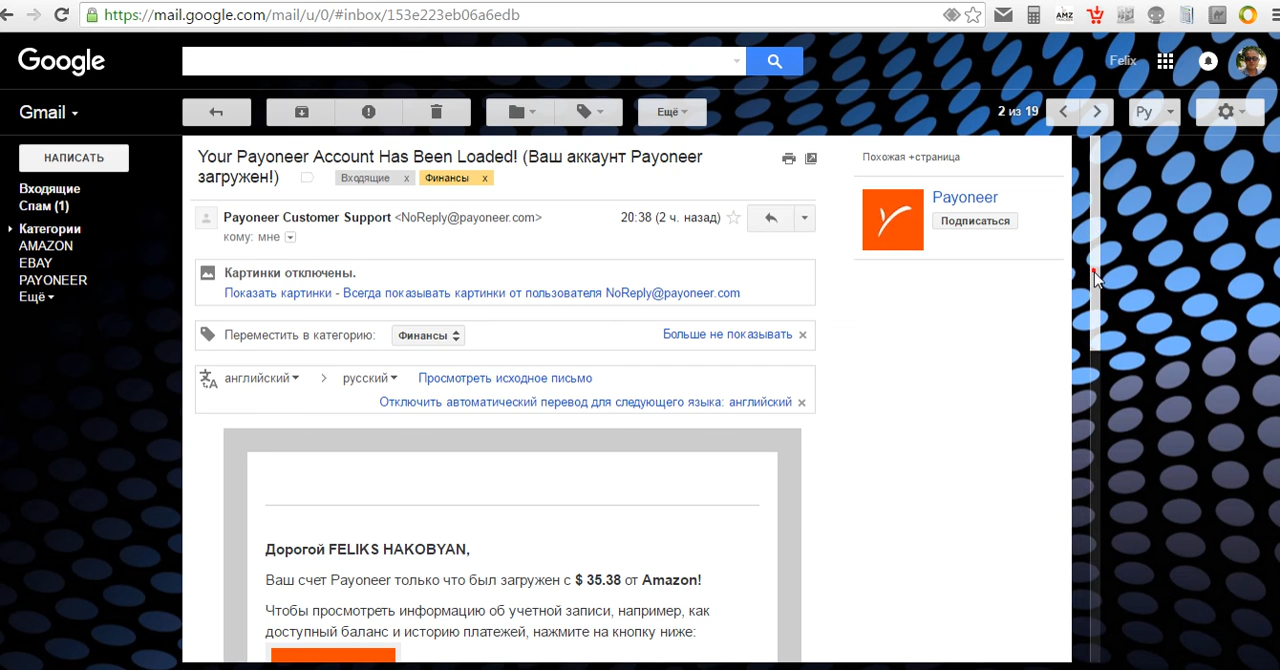 https://mail.google.com/mail/u/0/#inbox/153e223eb06a6edb
AMZ
Google
Felix
Gmail
Ещё
2 из 19
Ру
НАПИСАТЬ
Входящие
Спам (1)
Категории
AMAZON
EBAY
PAYONEER
Ещё
Your Payoneer Account Has Been Loaded! (Ваш аккаунт Payoneer
загружен!) Входящие x Финансы x
Payoneer Customer Support <NoReply@payoneer.com> 20:38 (2 ч. назад)
кому: мне
Картинки отключены.
Показать картинки - Всегда показывать картинки от пользователя NoReply@payoneer.com
Переместить в категорию: Финансы Больше не показывать ×
английский > русский Просмотреть исходное письмо
Отключить автоматический перевод для следующего языка: английский ×
Дорогой FELIKS HAKOBYAN,
Ваш счет Payoneer только что был загружен с $ 35.38 от Amazon!
Чтобы просмотреть информацию об учетной записи, например, как
доступный баланс и историю платежей, нажмите на кнопку ниже:
Похожая +страница
Payoneer
Подписаться